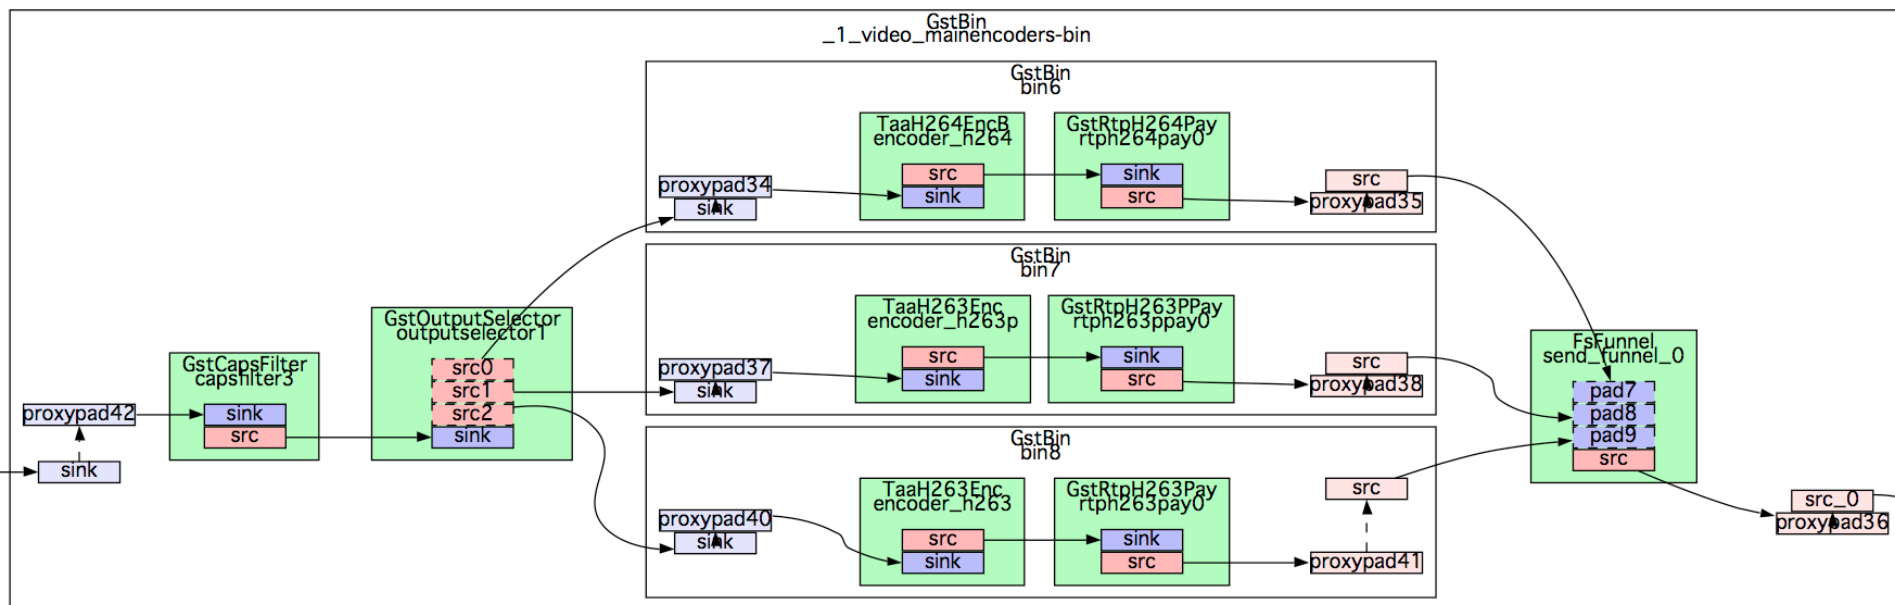 GstBin
_1_video_mainencoders-bin
GstBin
bin6
TaaH264EncB
encoder_h264
src
sink
GstRtpH264Pay
rtph264pay0
sink
src
proxypad34
sink
src
proxypad35
GstBin
bin7
TaaH263Enc
encoder_h263p
src
sink
GstRtpH263PPay
rtph263ppay0
sink
src
proxypad37
sink
src
proxypad38
GstBin
bin8
TaaH263Enc
encoder_h263
src
sink
GstRtpH263Pay
rtph263pay0
sink
src
proxypad40
sink
src
proxypad41
GstOutputSelector
outputselector1
src0
src1
src2
sink
GstCapsFilter
capsfilter3
sink
src
proxypad42
sink
FsFunnel
send_funnel_0
pad7
pad8
pad9
src
src_0
proxypad36